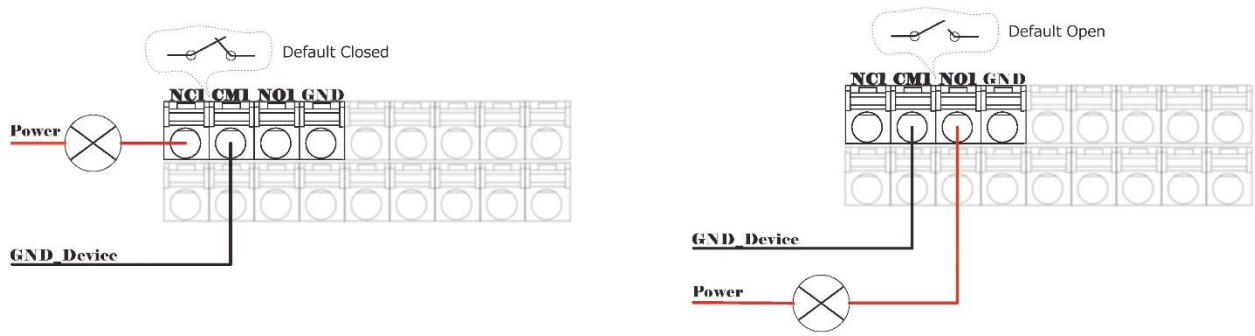 Default Closed
NC1 CM1 NO1 GND
Power
GND_Device
Default Open
NC1 CM1 NO1 GND
GND_Device
Power